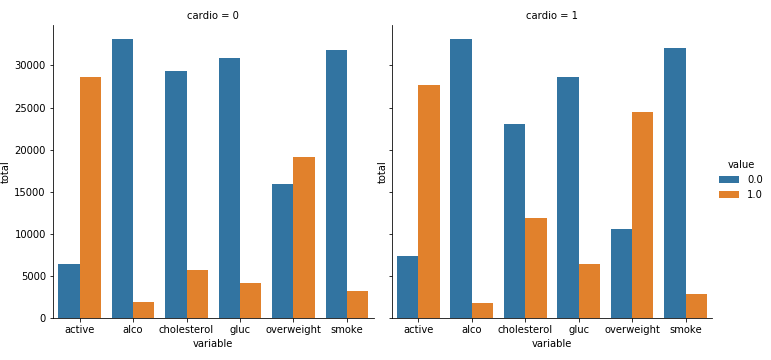 cardio = 0
cardio = 1
total
30000
25000
20000
15000
10000
5000
0
active alco cholesterol gluc overweight smoke
variable
total
active alco cholesterol gluc overweight smoke
variable
value
0.0
1.0